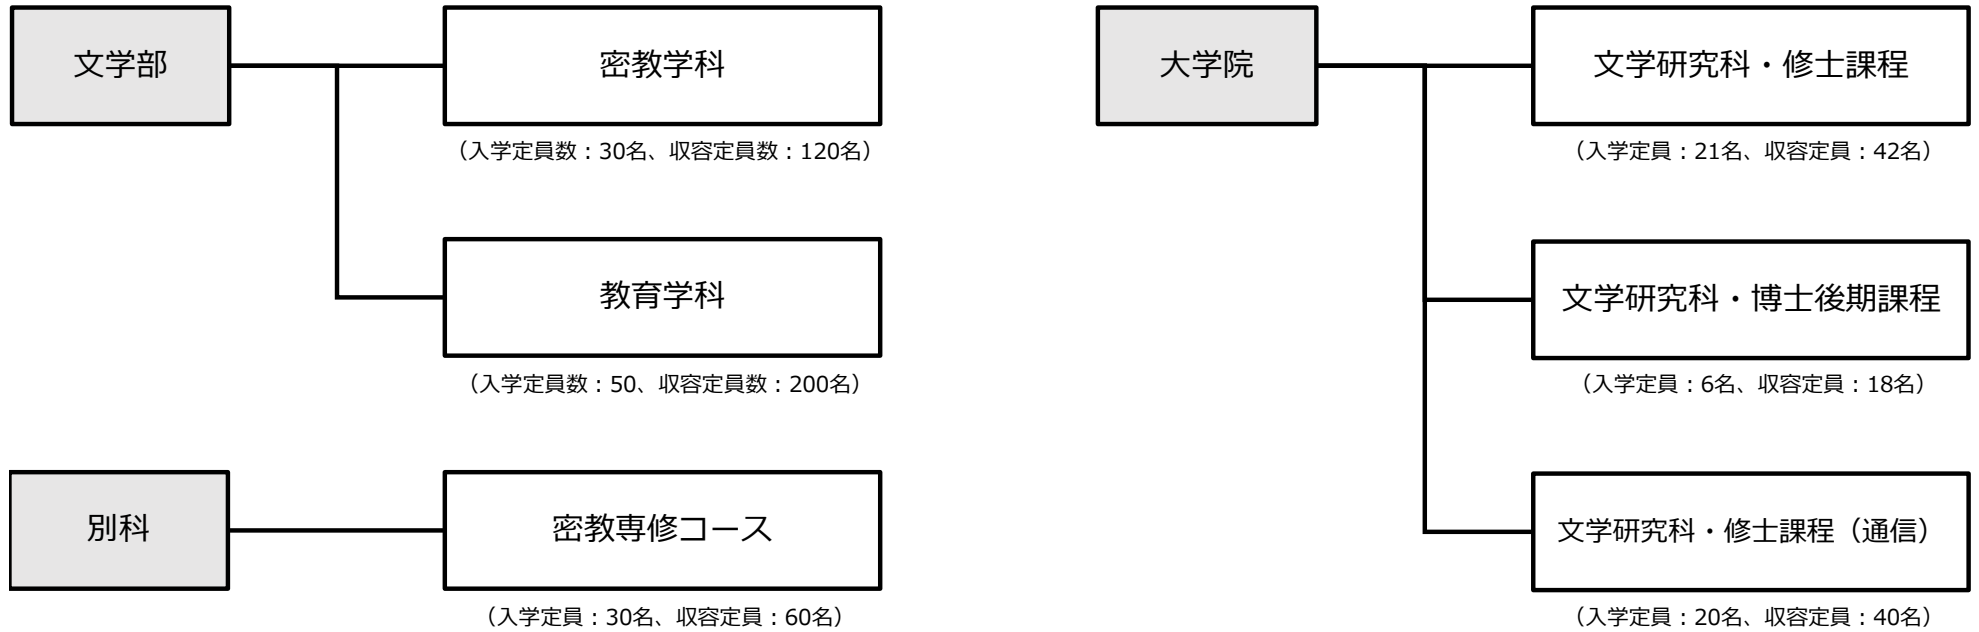 文学部
密教学科
（入学定員数：30名、収容定員数：120名）
教育学科
（入学定員数：50、収容定員数：200名）
別科
密教専修コース
（入学定員：30名、収容定員：60名）
大学院
文学研究科・修士課程
（入学定員：21名、収容定員：42名）
文学研究科・博士後期課程
（入学定員：6名、収容定員：18名）
文学研究科・修士課程（通信）
（入学定員：20名、収容定員：40名）